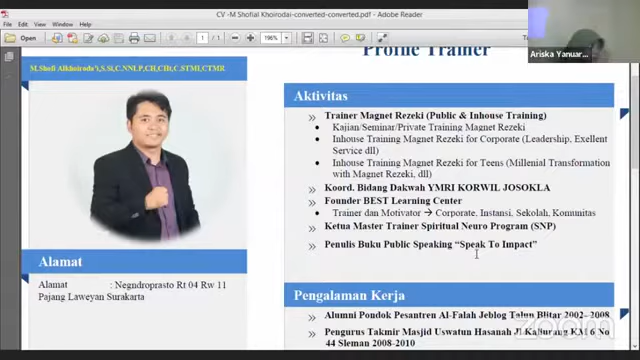 CV -M Shofial Khoirodai-converted-converted.pdf - Adobe Reader
File Edit View Window Help
Open
1 / 1
196%
Ariska Yanuar...
Profile Trainer
M.Shofi Alkhoiroda'i,S.Si,C.NNLP,CH,CHt,C.STMI,CTMR
Aktivitas
Trainer Magnet Rezeki (Public & Inhouse Training)
Kajian/Seminar/Private Training Magnet Rezeki
Inhouse Training Magnet Rezeki for Corporate (Leadership, Exellent
Service dll)
Inhouse Training Magnet Rezeki for Teens (Millenial Transformation
with Magnet Rezeki, dll)
Koord. Bidang Dakwah YMRI KORWIL JOSOKLA
Founder BEST Learning Center
Trainer dan Motivator → Corporate, Instansi, Sekolah, Komunitas
Ketua Master Trainer Spiritual Neuro Program (SNP)
Penulis Buku Public Speaking “Speak To Impact”
Alamat
Alamat : Negndroprasto Rt 04 Rw 11
Pajang Laweyan Surakarta
Pengalaman Kerja
Alumni Pondok Pesantren Al-Falah Jeblog Talun Blitar 2002- 2008
Pengurus Takmir Masjid Uswatun Hasanah Jl Kaliurang KM 6 No
44 Sleman 2008-2010
zoom